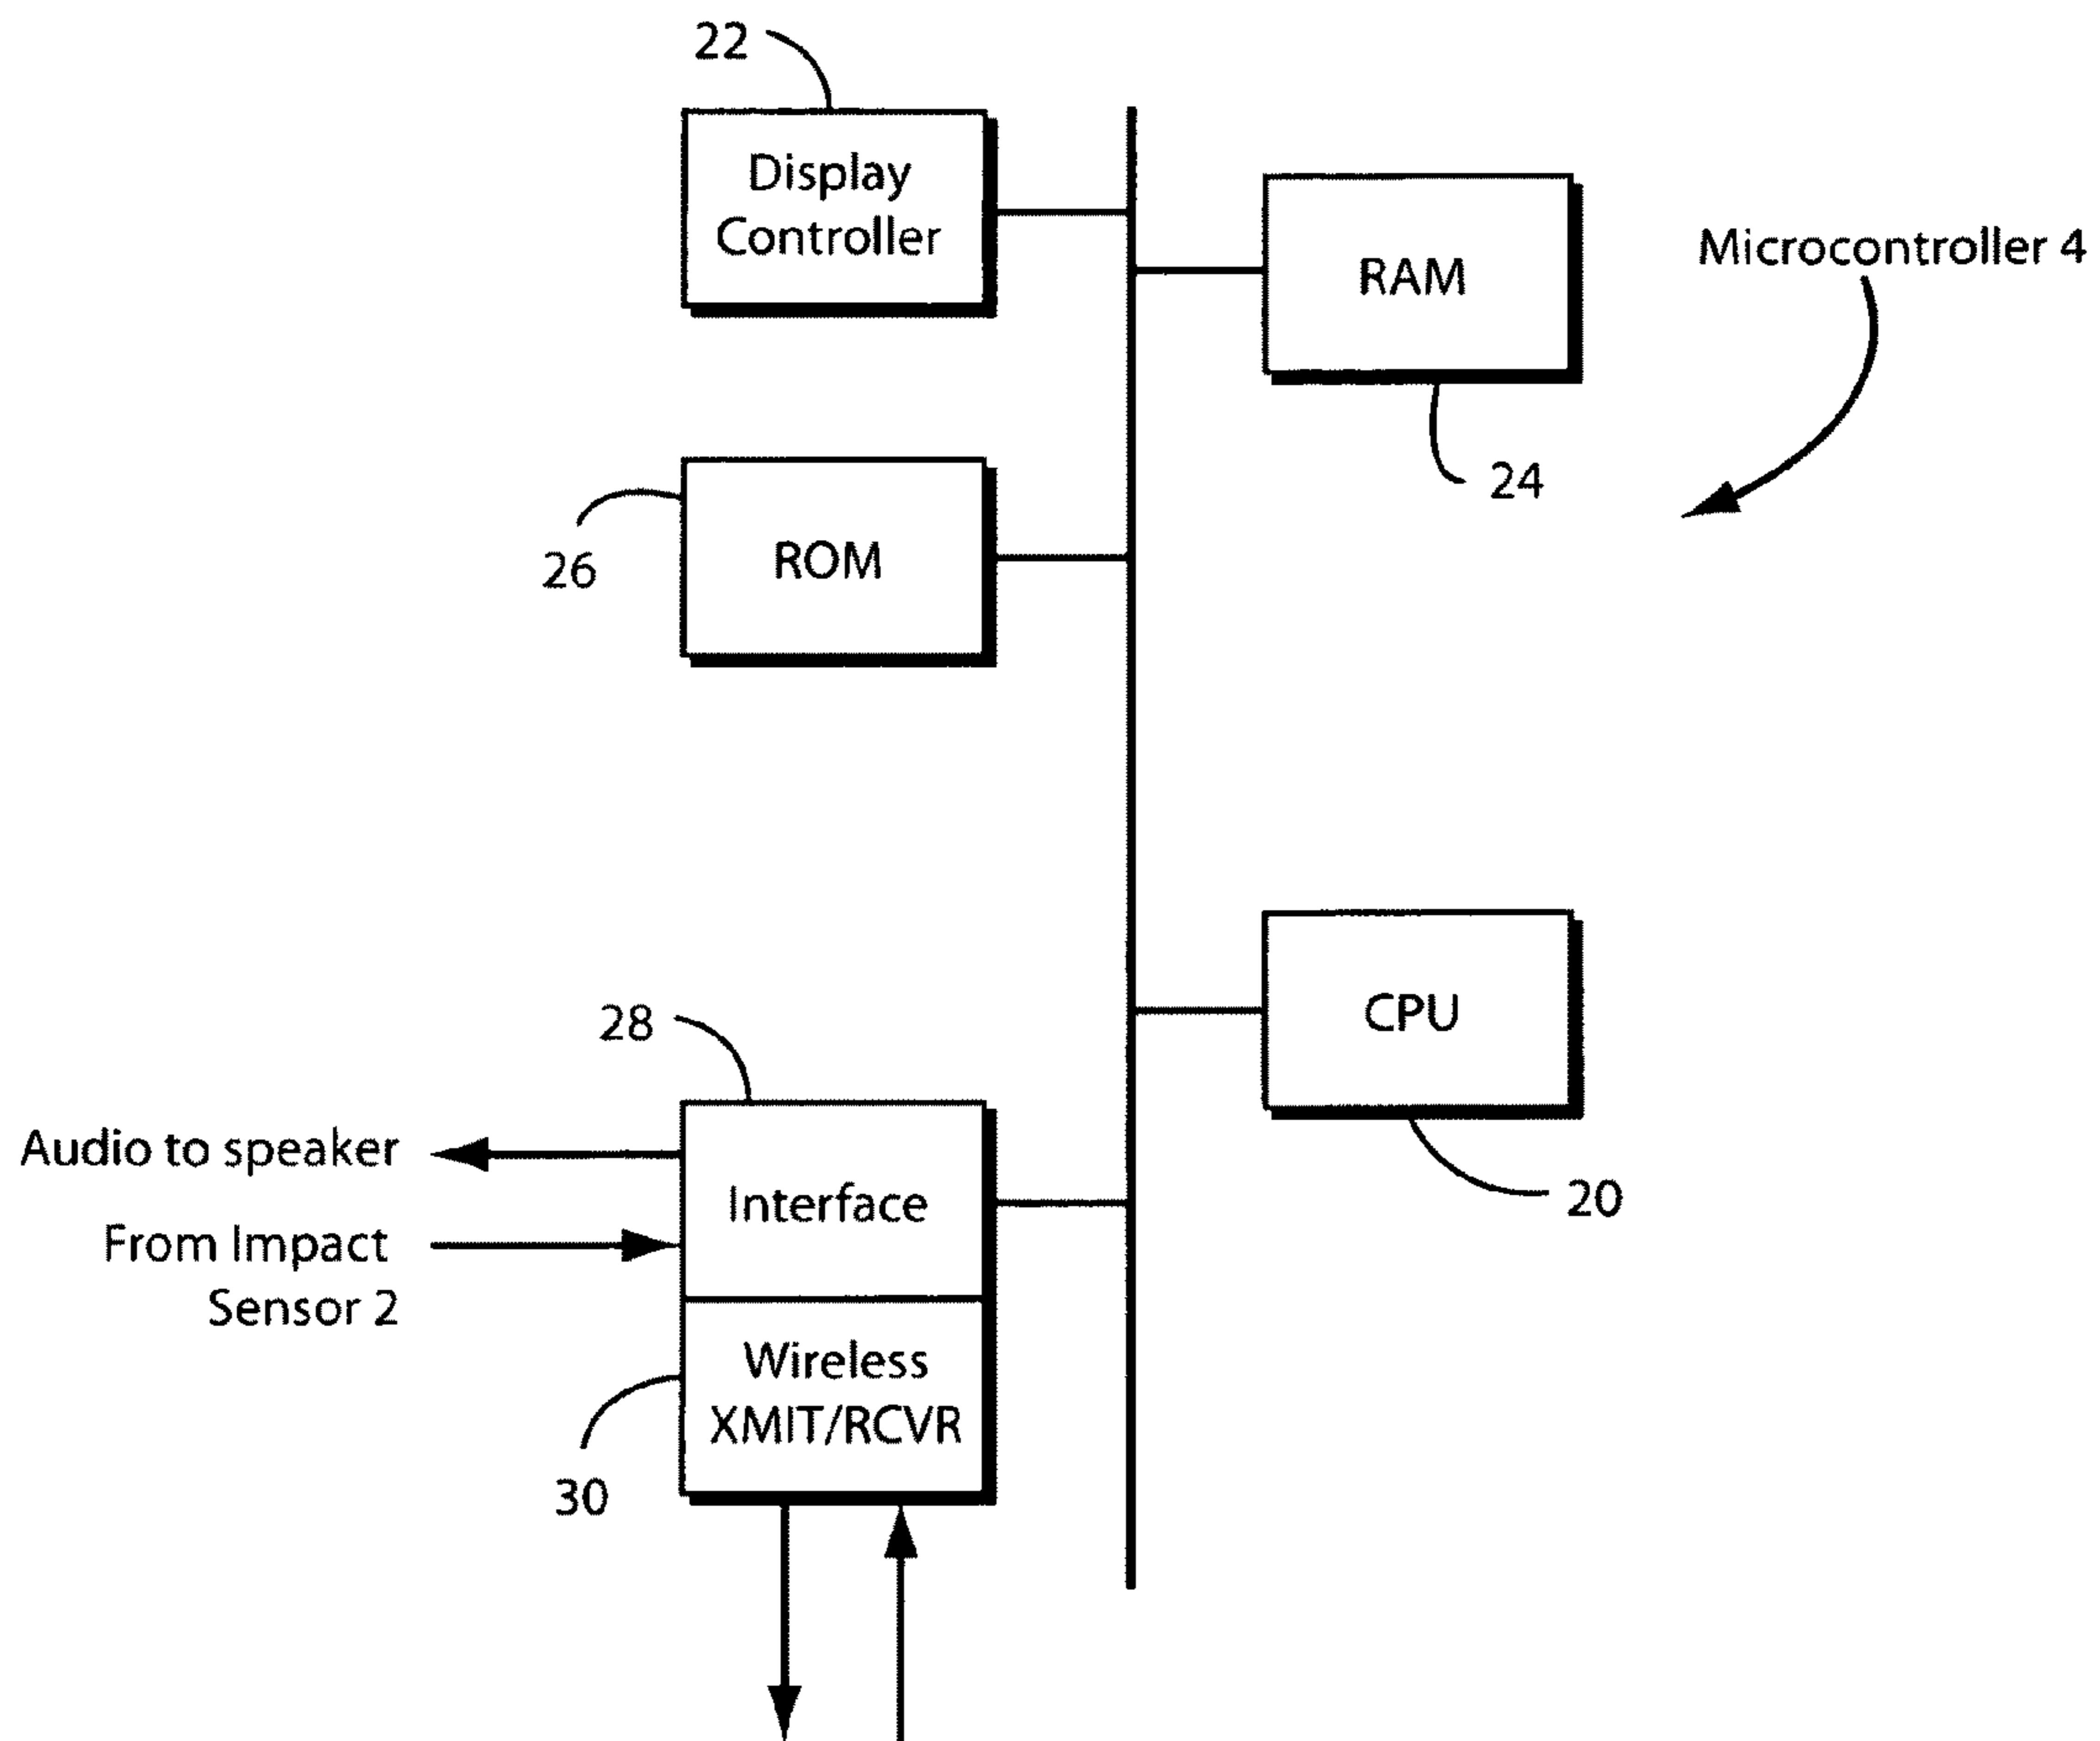 22
Display
Controller
RAM
Microcontroller 4
24
ROM
26
CPU
20
28
Audio to speaker
Interface
From Impact
Sensor 2
Wireless
XMIT/RCVR
30